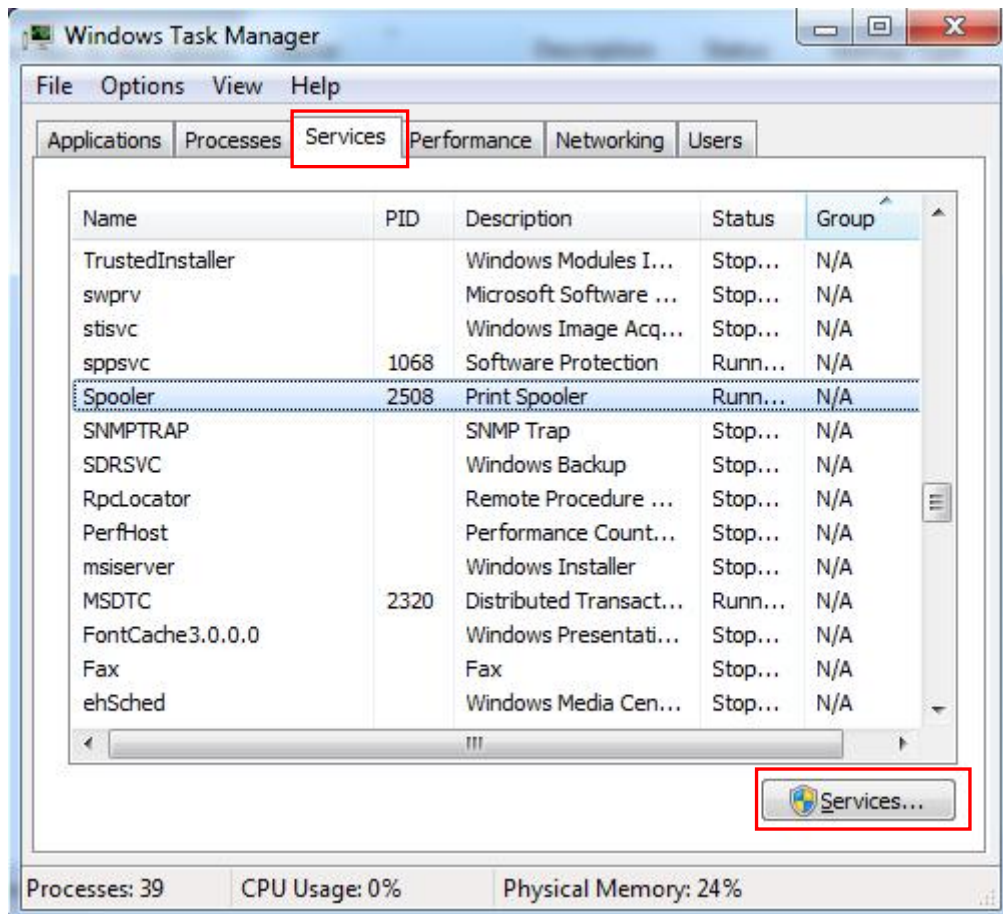 Windows Task Manager
File Options View Help
Applications Processes Services Performance Networking Users
Name PID Description Status Group
TrustedInstaller Windows Modules I... Stop... N/A
swprv Microsoft Software ... Stop... N/A
stisvc Windows Image Acq... Stop... N/A
sppsvc 1068 Software Protection Runn... N/A
Spooler 2508 Print Spooler Runn... N/A
SNMPTRAP SNMP Trap Stop... N/A
SDRSVC Windows Backup Stop... N/A
RpcLocator Remote Procedure ... Stop... N/A
PerfHost Performance Count... Stop... N/A
msiserver Windows Installer Stop... N/A
MSDTC 2320 Distributed Transact... Runn... N/A
FontCache3.0.0.0 Windows Presentati... Stop... N/A
Fax Fax Stop... N/A
ehSched Windows Media Cen... Stop... N/A
Services...
Processes: 39 CPU Usage: 0% Physical Memory: 24%